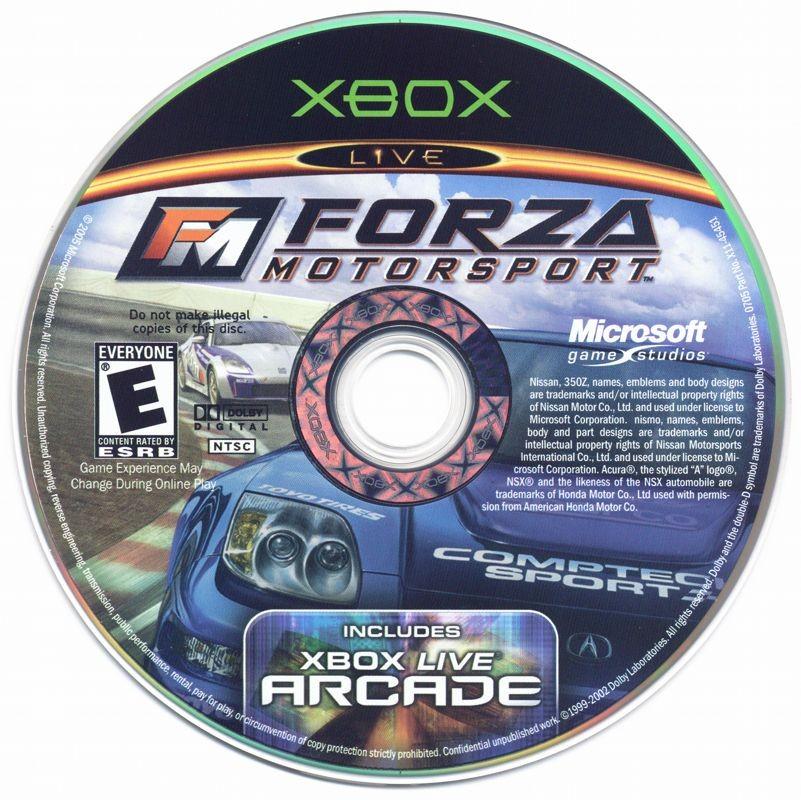 XBOX
LIVE
FM
FORZA
MOTORSPORT™
Do not make illegal
copies of this disc.
EVERYONE
E
CONTENT RATED BY
ESRB
Game Experience May
Change During Online Play
DOLBY
DIGITAL
NTSC
Microsoft
game studios
Nissan, 350Z, names, emblems and body designs
are trademarks and/or intellectual property rights
of Nissan Motor Co., Ltd. and used under license to
Microsoft Corporation. nismo, names, emblems,
body and part designs are trademarks and/or
intellectual property rights of Nissan Motorsports
International Co., Ltd. and used under license to Mi-
crosoft Corporation. Acura®, the stylized "A" logo®,
NSX® and the likeness of the NSX automobile are
trademarks of Honda Motor Co., Ltd used with permis-
sion from American Honda Motor Co.
TOYO TIRES
COMPTEC
SPORT
INCLUDES
XBOX LIVE
ARCADE
© 2005 Microsoft Corporation. All rights reserved. Unauthorized copying, reverse engineering, transmission, public performance, rental, pay for play, or circumvention of copy protection strictly prohibited. Confidential unpublished work. ©1999-2002 Dolby Laboratories. All rights reserved. Dolby and the double-D symbol are trademarks of Dolby Laboratories. 0705 Part No. X11-45451